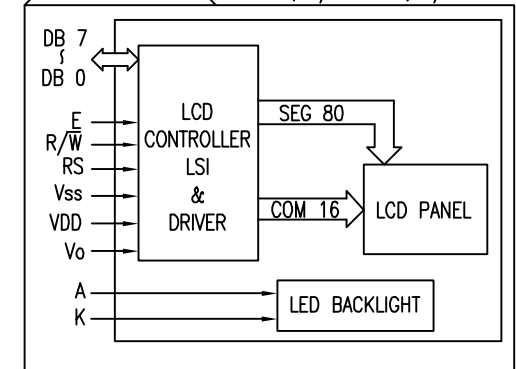 DB 7
∫
DB 0
E
R/W̅
RS
Vss
VDD
Vo
A
K
LCD
CONTROLLER
LSI
&
DRIVER
SEG 80
COM 16
LCD PANEL
LED BACKLIGHT